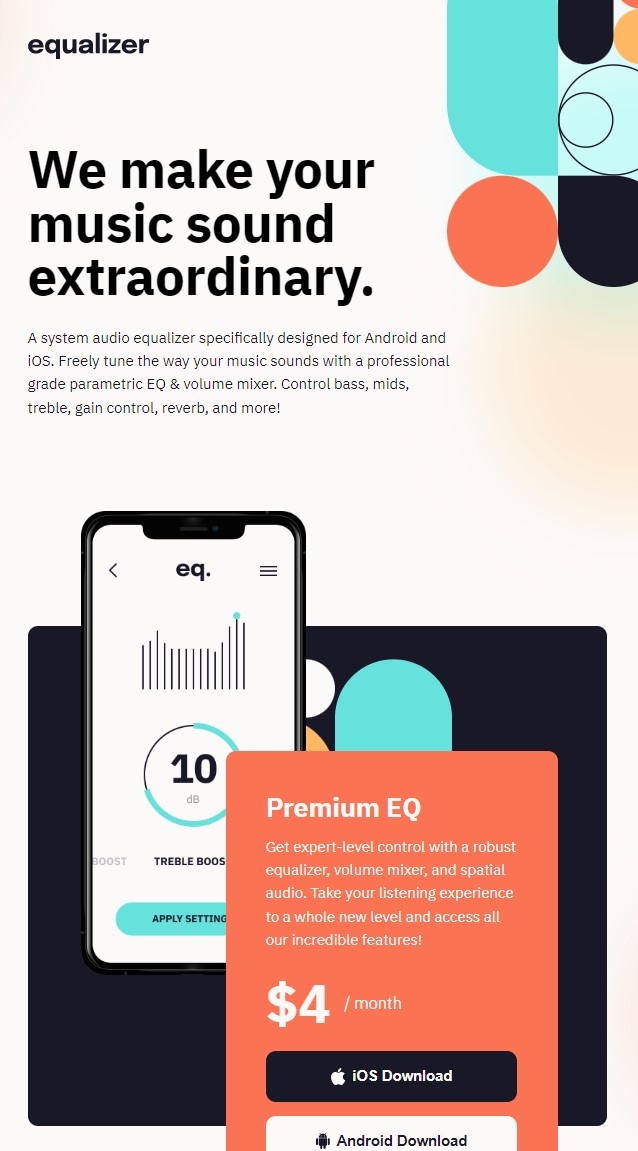 equalizer
We make your
music sound
extraordinary.
A system audio equalizer specifically designed for Android and
iOS. Freely tune the way your music sounds with a professional
grade parametric EQ & volume mixer. Control bass, mids,
treble, gain control, reverb, and more!
eq.
10
dB
BOOST TREBLE BOOS
APPLY SETTING
Premium EQ
Get expert-level control with a robust
equalizer, volume mixer, and spatial
audio. Take your listening experience
to a whole new level and access all
our incredible features!
$4 / month
iOS Download
Android Download